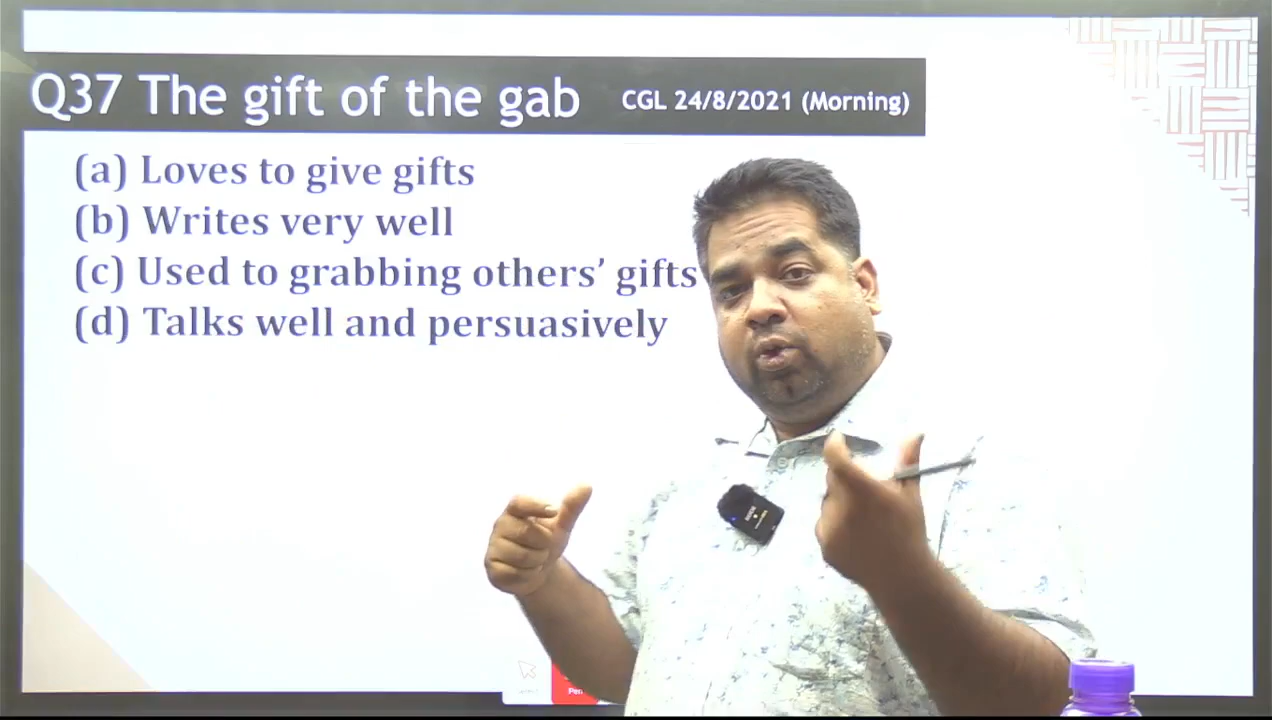 Q37 The gift of the gab CGL 24/8/2021 (Morning)
(a) Loves to give gifts
(b) Writes very well
(c) Used to grabbing others’ gifts
(d) Talks well and persuasively
Pen